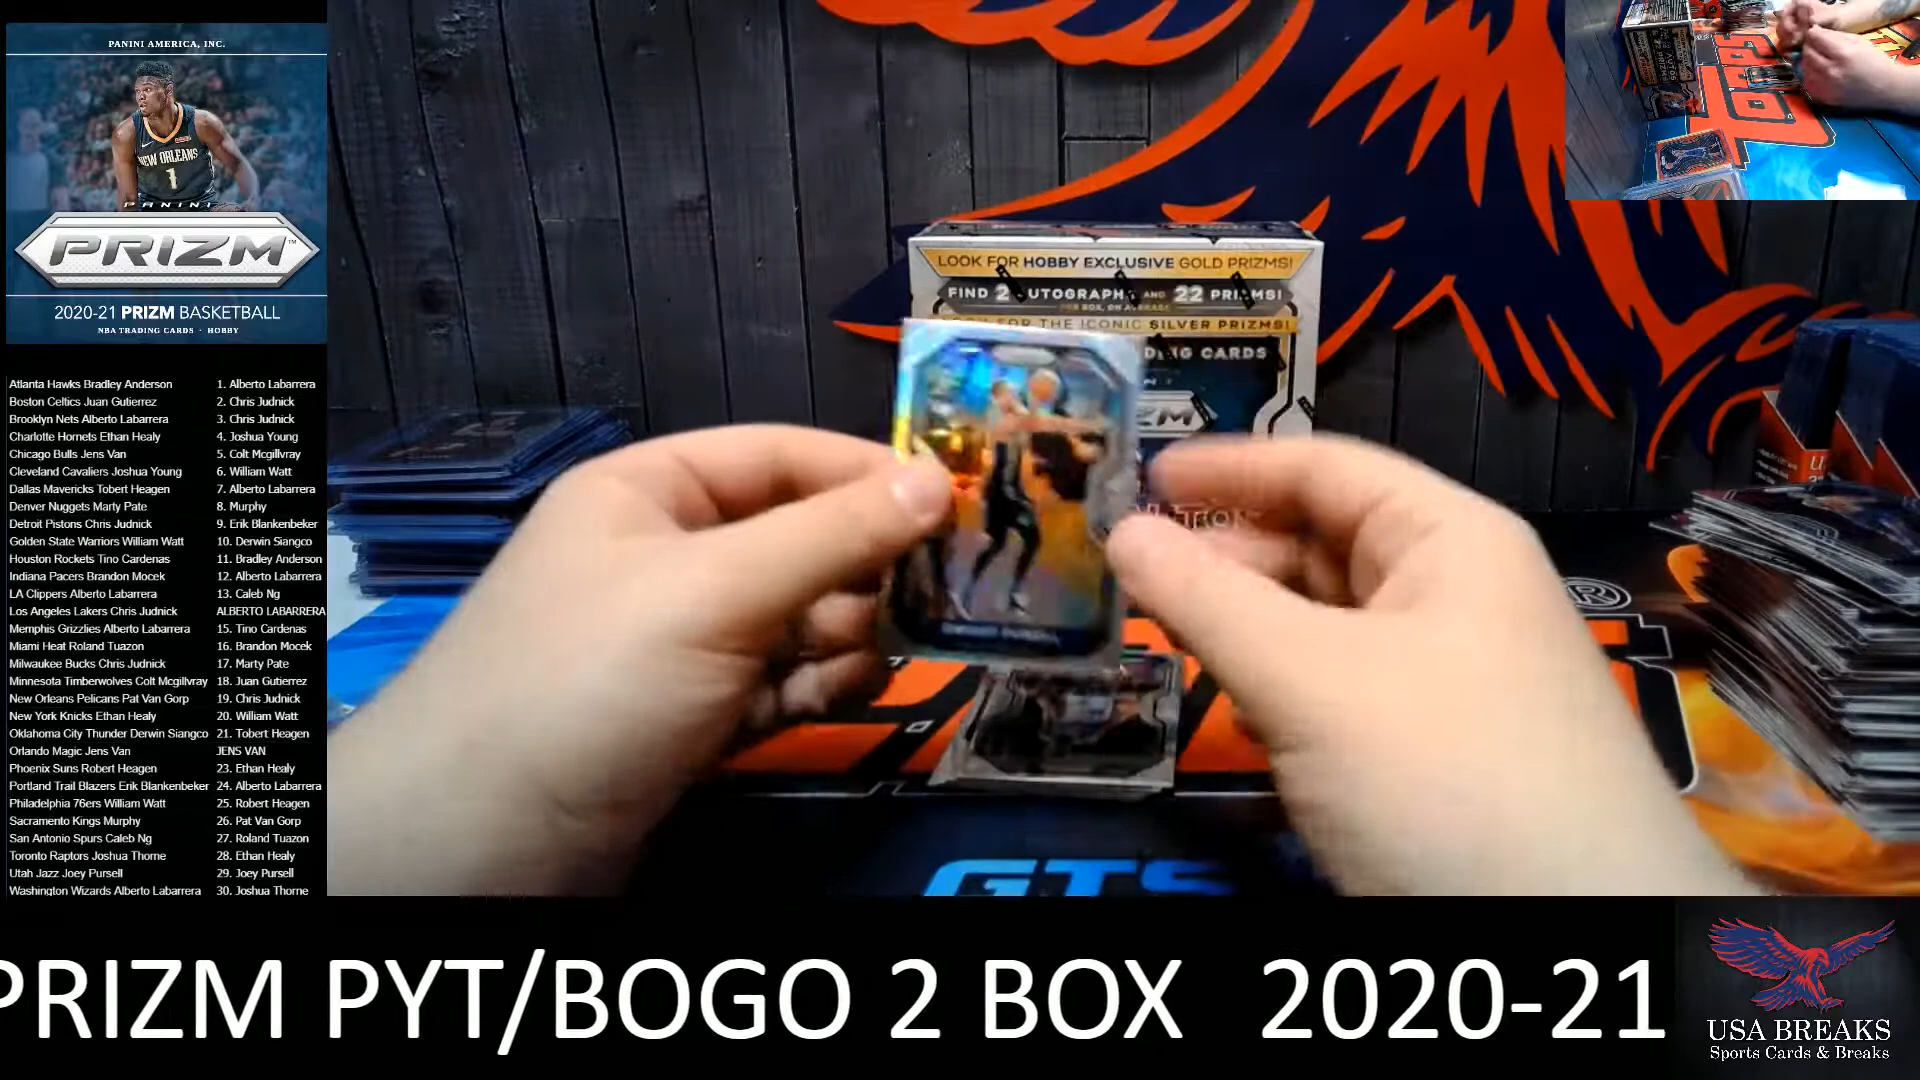 PANINI AMERICA, INC.
NEW ORLEANS
1
PANINI
PRIZM™
2020-21 PRIZM BASKETBALL
NBA TRADING CARDS · HOBBY
Atlanta Hawks Bradley Anderson
Boston Celtics Juan Gutierrez
Brooklyn Nets Alberto Labarrera
Charlotte Hornets Ethan Healy
Chicago Bulls Jens Van
Cleveland Cavaliers Joshua Young
Dallas Mavericks Tobert Heagen
Denver Nuggets Marty Pate
Detroit Pistons Chris Judnick
Golden State Warriors William Watt
Houston Rockets Tino Cardenas
Indiana Pacers Brandon Mocek
LA Clippers Alberto Labarrera
Los Angeles Lakers Chris Judnick
Memphis Grizzlies Alberto Labarrera
Miami Heat Roland Tuazon
Milwaukee Bucks Chris Judnick
Minnesota Timberwolves Colt Mcgillvray
New Orleans Pelicans Pat Van Gorp
New York Knicks Ethan Healy
Oklahoma City Thunder Derwin Siangco
Orlando Magic Jens Van
Phoenix Suns Robert Heagen
Portland Trail Blazers Erik Blankenbeker
Philadelphia 76ers William Watt
Sacramento Kings Murphy
San Antonio Spurs Caleb Ng
Toronto Raptors Joshua Thorne
Utah Jazz Joey Pursell
Washington Wizards Alberto Labarrera
1. Alberto Labarrera
2. Chris Judnick
3. Chris Judnick
4. Joshua Young
5. Colt Mcgillvray
6. William Watt
7. Alberto Labarrera
8. Murphy
9. Erik Blankenbeker
10. Derwin Siangco
11. Bradley Anderson
12. Alberto Labarrera
13. Caleb Ng
ALBERTO LABARRERA
15. Tino Cardenas
16. Brandon Mocek
17. Marty Pate
18. Juan Gutierrez
19. Chris Judnick
20. William Watt
21. Tobert Heagen
JENS VAN
23. Ethan Healy
24. Alberto Labarrera
25. Robert Heagen
26. Pat Van Gorp
27. Roland Tuazon
28. Ethan Healy
29. Joey Pursell
30. Joshua Thorne
LOOK FOR HOBBY EXCLUSIVE GOLD PRIZMS!
FIND 2 AUTOGRAPHS AND 22 PRIZMS!
PER BOX, ON AVERAGE
FOR THE ICONIC SILVER PRIZMS!
CARDS
GTS
PRIZM PYT/BOGO 2 BOX 2020-21
USA BREAKS
Sports Cards & Breaks